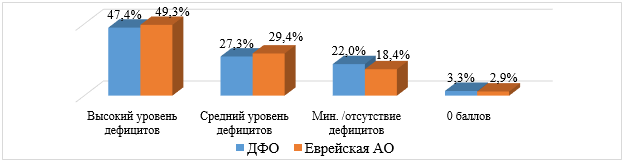 47,4% 49,3%
27,3% 29,4%
22,0% 18,4%
3,3% 2,9%
Высокий уровень дефицитов
Средний уровень дефицитов
Мин. /отсутствие дефицитов
0 баллов
ДФО Еврейская АО